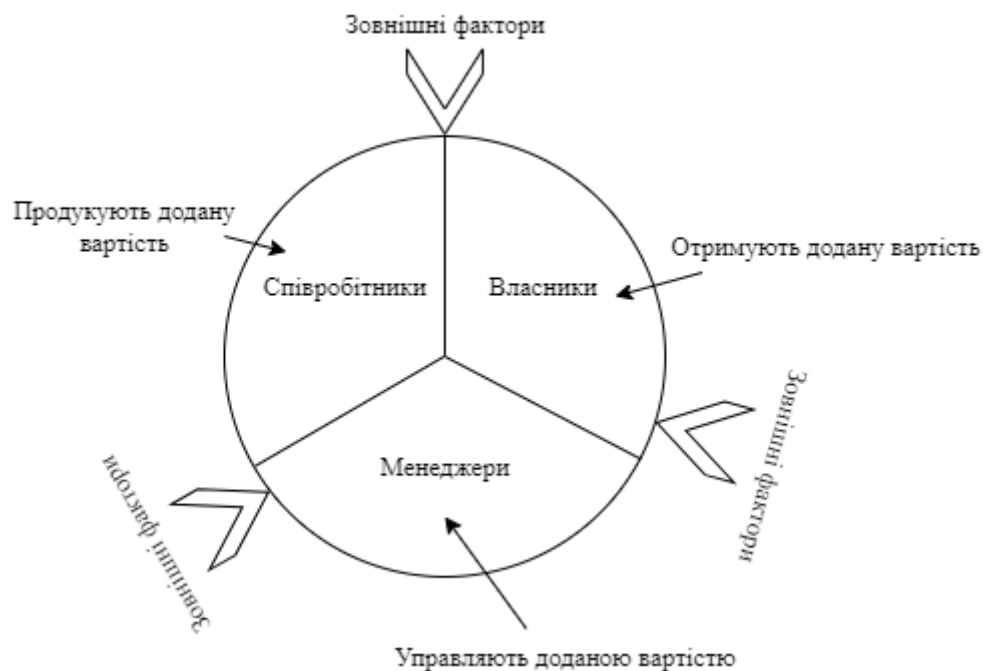 Зовнішні фактори
Продукують додану
вартість
Отримують додану вартість
Співробітники
Власники
Зовнішні фактори
Менеджери
Зовнішні фактори
Управляють доданою вартістю